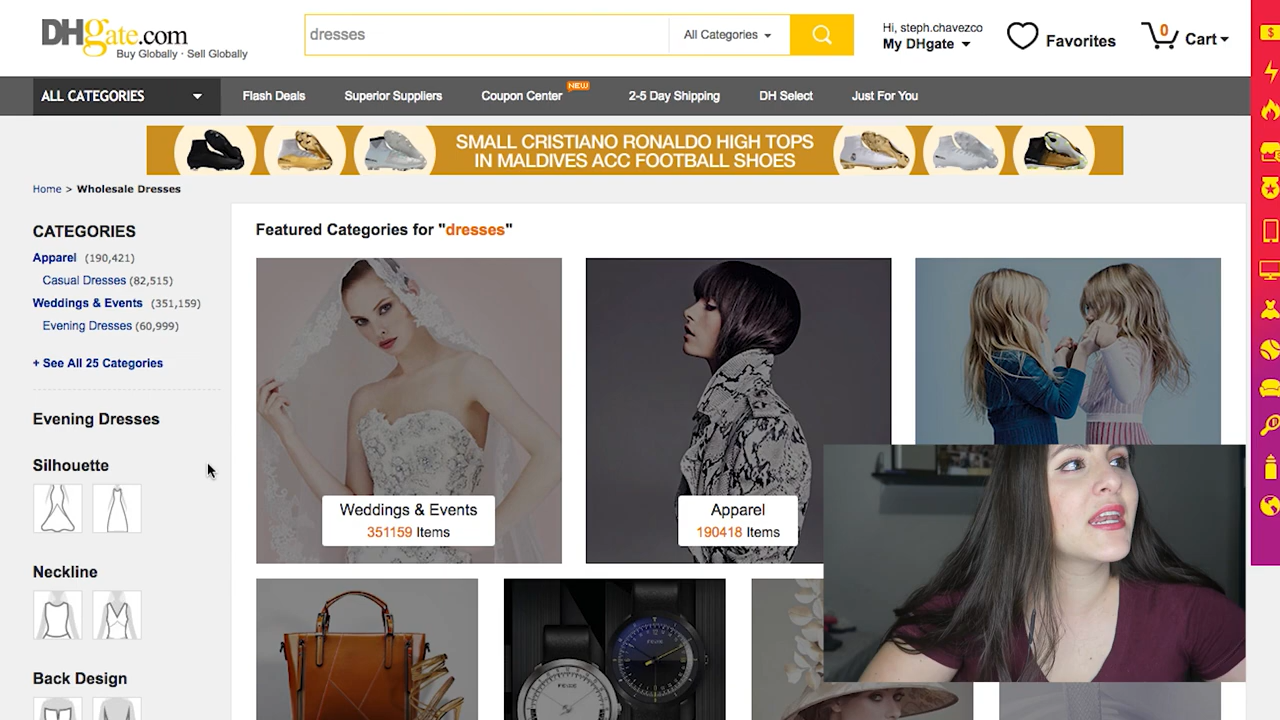 DHgate.com
Buy Globally · Sell Globally
dresses
All Categories
Hi, steph.chavezco
My DHgate
Favorites
0
Cart
ALL CATEGORIES
Flash Deals
Superior Suppliers
Coupon Center
NEW
2-5 Day Shipping
DH Select
Just For You
SMALL CRISTIANO RONALDO HIGH TOPS
IN MALDIVES ACC FOOTBALL SHOES
Home > Wholesale Dresses
CATEGORIES
Apparel (190,421)
Casual Dresses (82,515)
Weddings & Events (351,159)
Evening Dresses (60,999)
+ See All 25 Categories
Evening Dresses
Silhouette
Neckline
Back Design
Featured Categories for "dresses"
Weddings & Events
351159 Items
Apparel
190418 Items